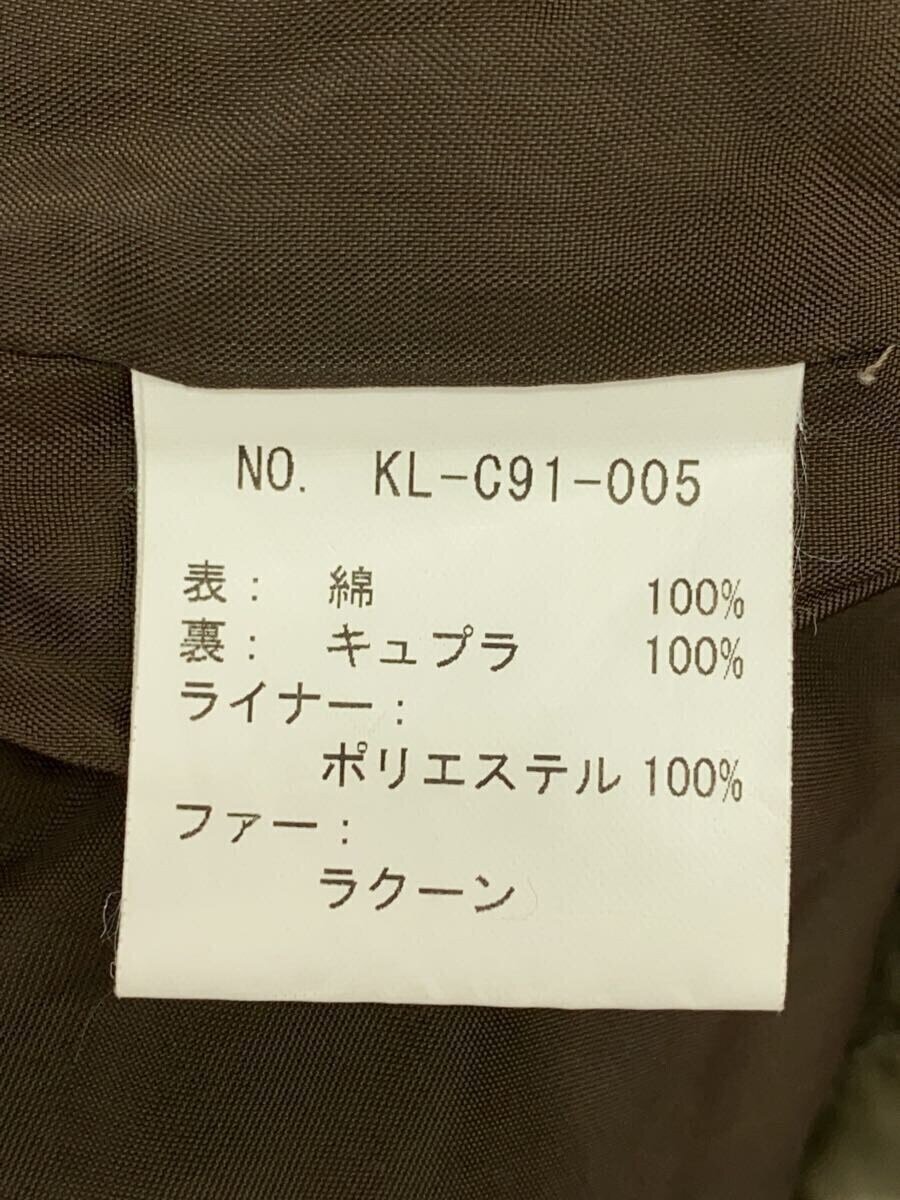 NO. KL-C91-005
表: 綿 100%
裏: キュプラ 100%
ライナー:
ポリエステル 100%
ファー:
ラクーン